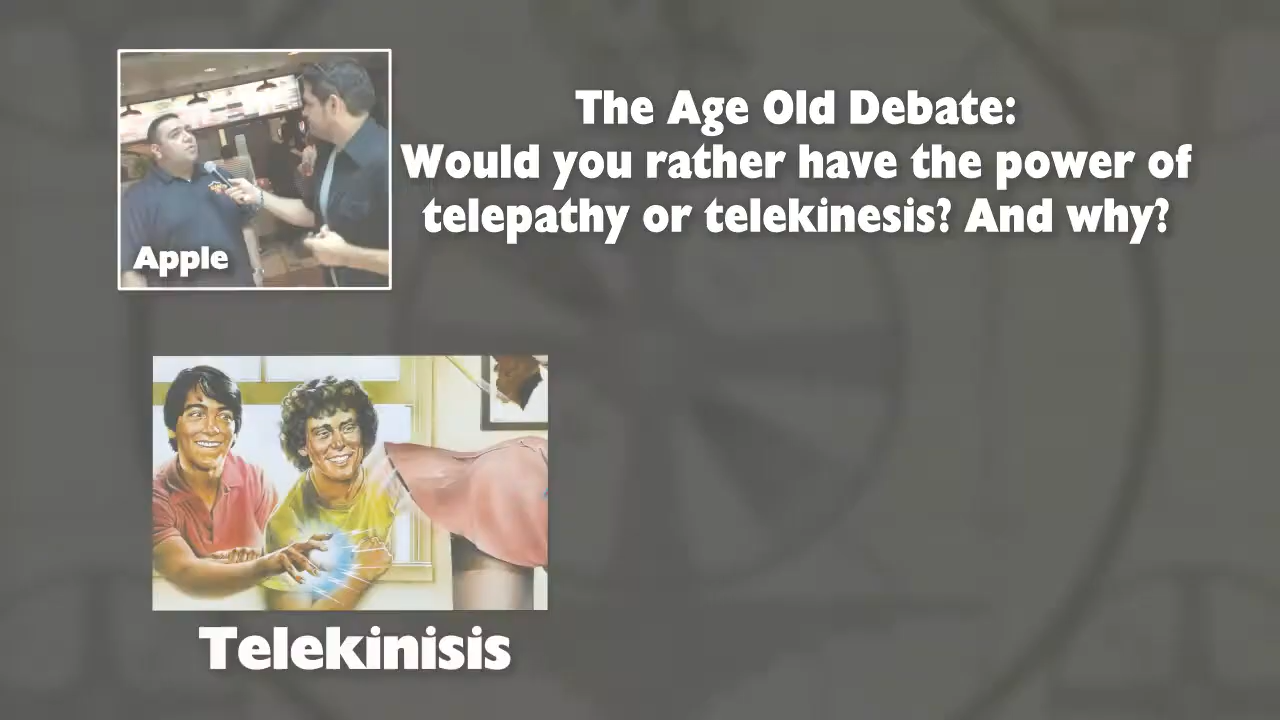 The Age Old Debate:
Would you rather have the power of
telepathy or telekinesis? And why?
Apple
Telekinisis